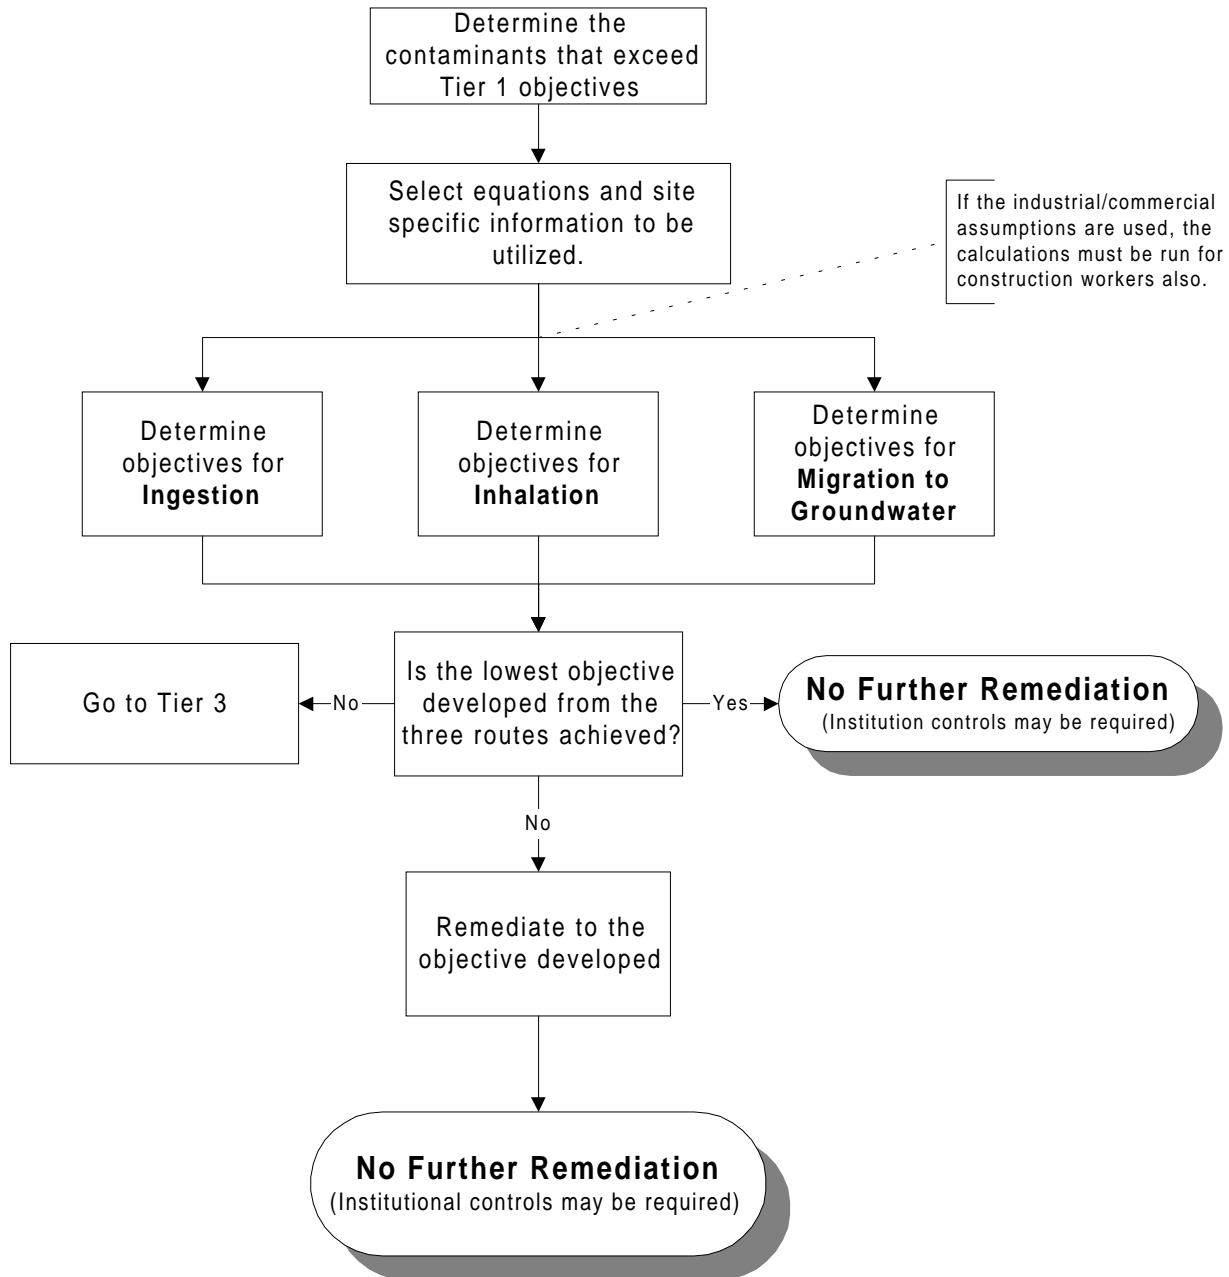 Determine the
contaminants that exceed
Tier 1 objectives
Select equations and site
specific information to be
utilized.
If the industrial/commercial
assumptions are used, the
calculations must be run for
construction workers also.
Determine
objectives for
Ingestion
Determine
objectives for
Inhalation
Determine
objectives for
Migration to
Groundwater
Go to Tier 3
No
Is the lowest objective
developed from the
three routes achieved?
Yes
No Further Remediation
(Institution controls may be required)
No
Remediate to the
objective developed
No Further Remediation
(Institutional controls may be required)